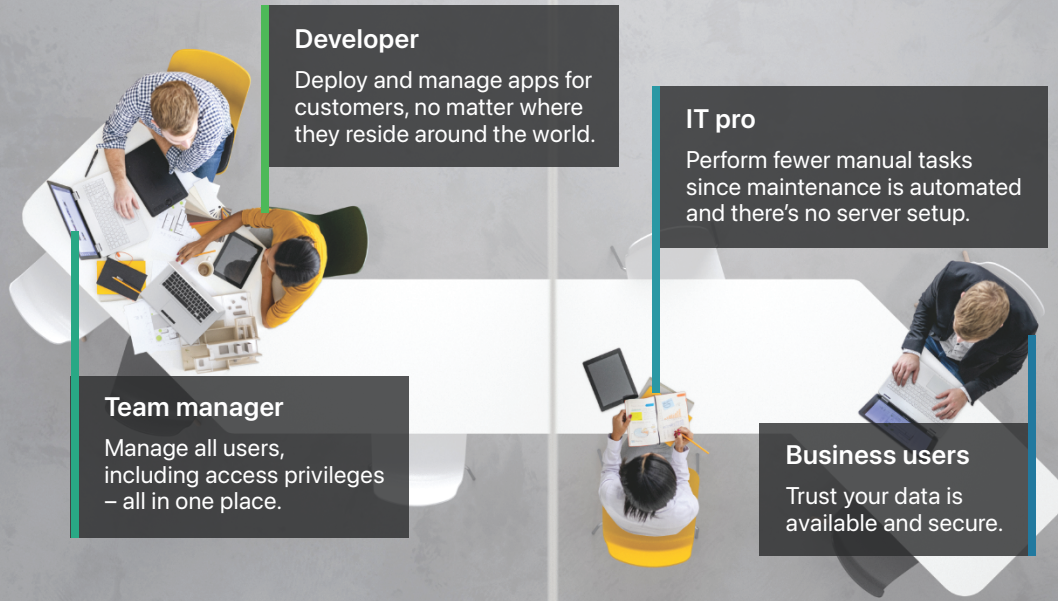 Developer
Deploy and manage apps for
customers, no matter where
they reside around the world.
IT pro
Perform fewer manual tasks
since maintenance is automated
and there’s no server setup.
Team manager
Manage all users,
including access privileges
– all in one place.
Business users
Trust your data is
available and secure.